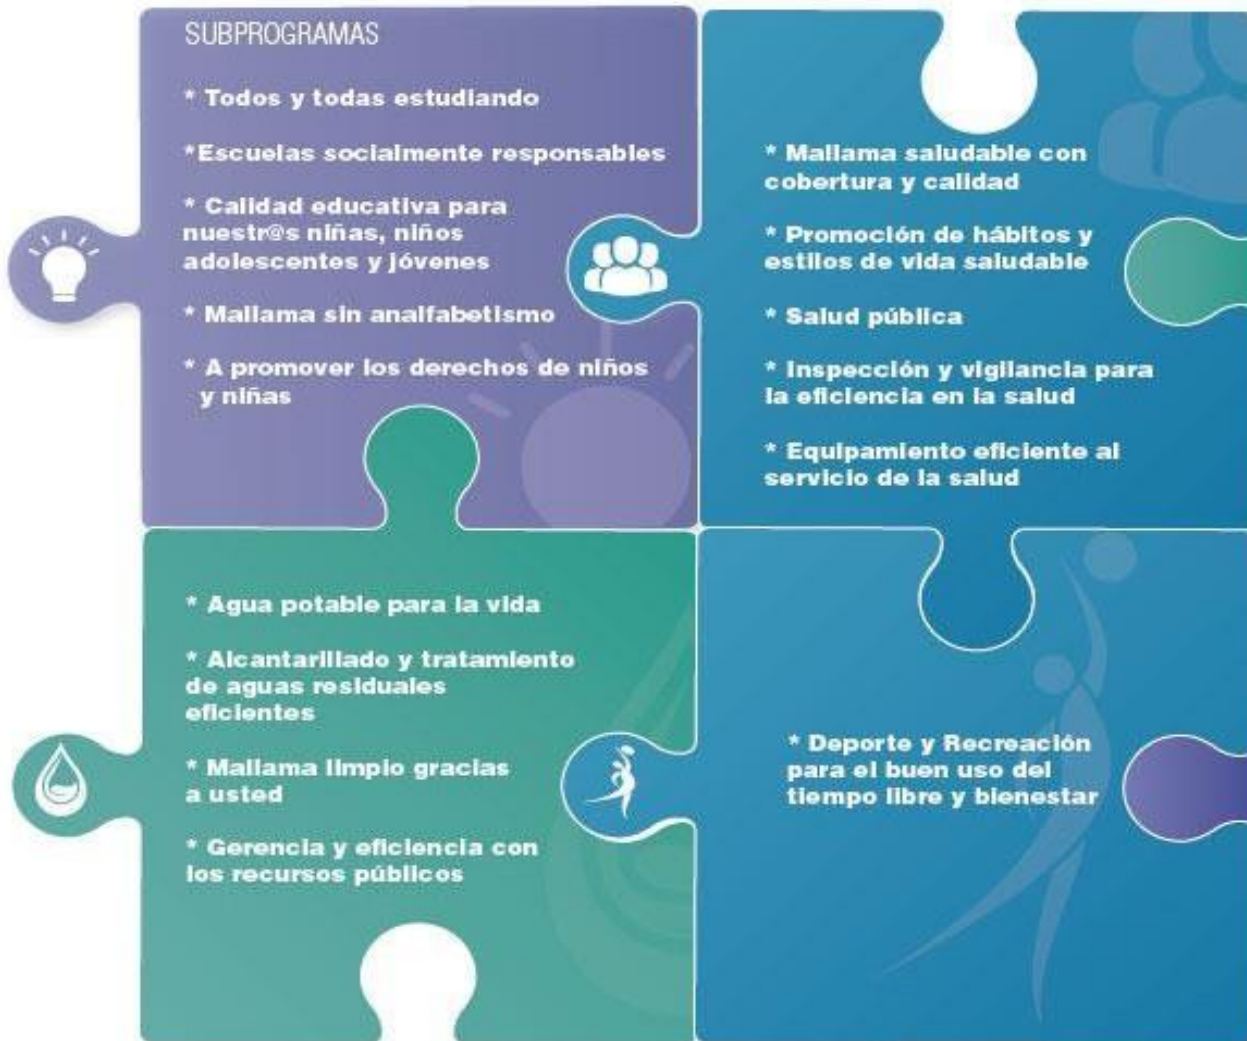 SUBPROGRAMAS
* Todos y todas estudiando
*Escuelas socialmente responsables
* Calidad educativa para
nuestr@s niñas, niños
adolescentes y jóvenes
* Mallama sin analfabetismo
* A promover los derechos de niños
y niñas
* Mallama saludable con
cobertura y calidad
* Promoción de hábitos y
estilos de vida saludable
* Salud pública
* Inspección y vigilancia para
la eficiencia en la salud
* Equipamiento eficiente al
servicio de la salud
* Agua potable para la vida
* Alcantarillado y tratamiento
de aguas residuales
eficientes
* Mallama limpio gracias
a usted
* Gerencia y eficiencia con
los recursos públicos
* Deporte y Recreación
para el buen uso del
tiempo libre y bienestar